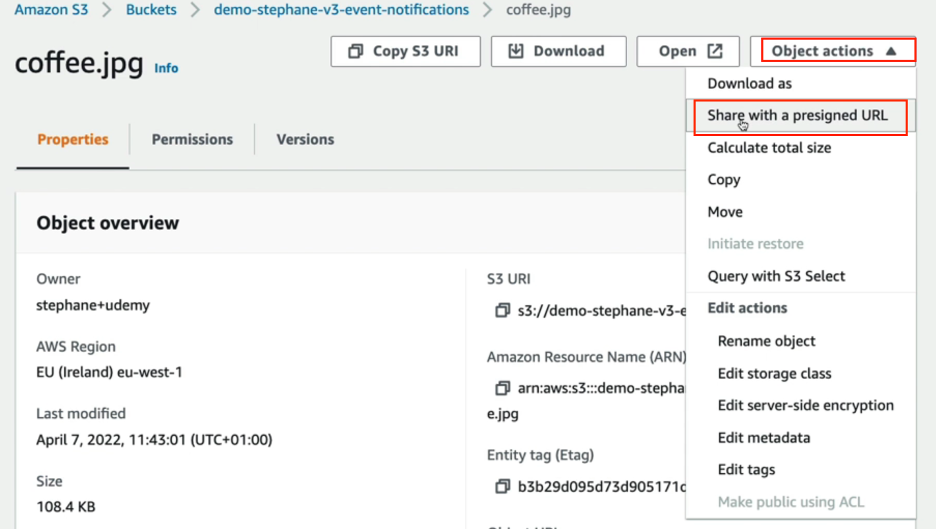 Amazon S3 > Buckets > demo-stephane-v3-event-notifications > coffee.jpg
coffee.jpg Info
Copy S3 URI Download Open Object actions
Download as
Share with a presigned URL
Calculate total size
Copy
Move
Initiate restore
Query with S3 Select
Edit actions
Rename object
Edit storage class
Edit server-side encryption
Edit metadata
Edit tags
Make public using ACL
Properties Permissions Versions
Object overview
Owner
stephane+udemy
AWS Region
EU (Ireland) eu-west-1
Last modified
April 7, 2022, 11:43:01 (UTC+01:00)
Size
108.4 KB
S3 URI
s3://demo-stephane-v3-e
Amazon Resource Name (ARN)
arn:aws:s3:::demo-stepha
e.jpg
Entity tag (Etag)
b3b29d095d73d905171c